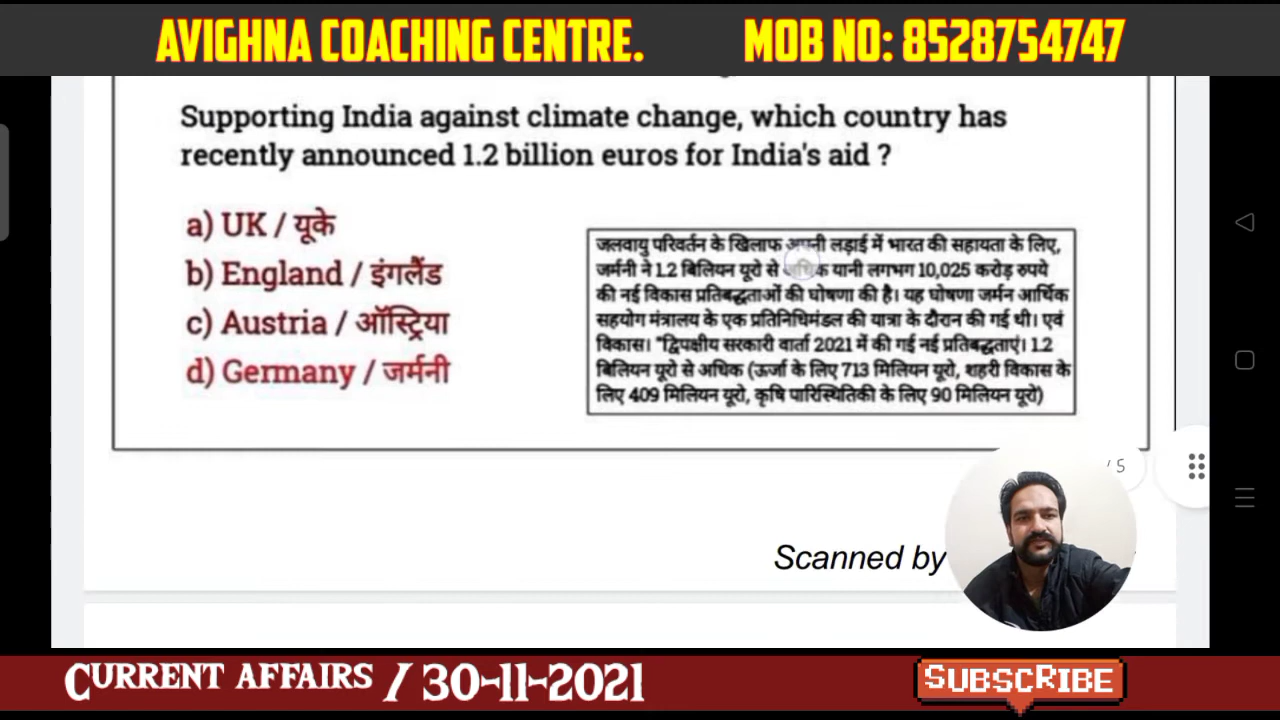 AVIGHNA COACHING CENTRE. MOB NO: 8528754747
Supporting India against climate change, which country has
recently announced 1.2 billion euros for India's aid ?
a) UK / यूके
b) England / इंगलैंड
c) Austria / ऑस्ट्रिया
d) Germany / जर्मनी
जलवायु परिवर्तन के खिलाफ अपनी लड़ाई में भारत की सहायता के लिए,
जर्मनी ने 1.2 बिलियन यूरो से अधिक यानी लगभग 10,025 करोड़ रुपये
की नई विकास प्रतिबद्धताओं की घोषणा की है। यह घोषणा जर्मन आर्थिक
सहयोग मंत्रालय के एक प्रतिनिधिमंडल की यात्रा के दौरान की गई थी। एवं
विकास। "द्विपक्षीय सरकारी वार्ता 2021 में की गई नई प्रतिबद्धताएं। 1.2
बिलियन यूरो से अधिक (ऊर्जा के लिए 713 मिलियन यूरो, शहरी विकास के
लिए 409 मिलियन यूरो, कृषि पारिस्थितिकी के लिए 90 मिलियन यूरो)
/ 5
Scanned by
CURRENT AFFAIRS / 30-11-2021
SUBSCRIBE